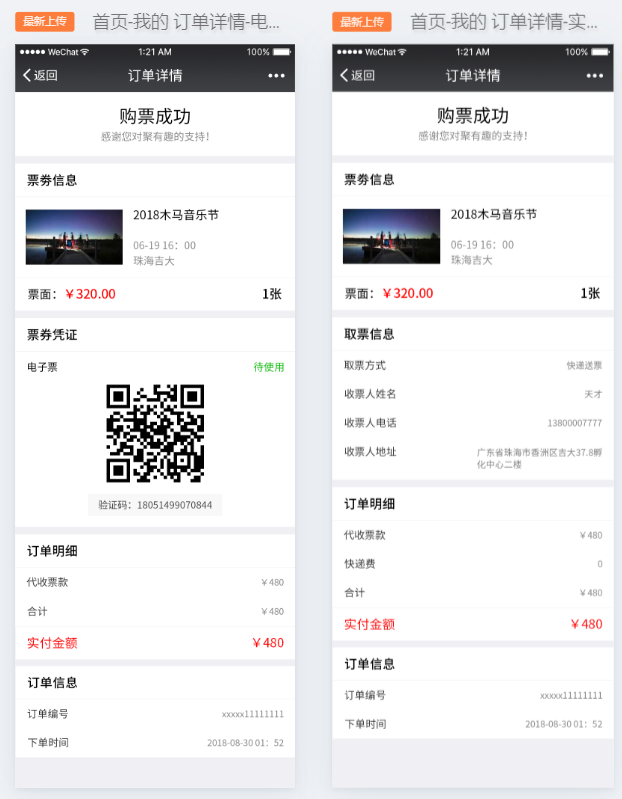 最新上传
首页-我的 订单详情-电...
WeChat
1:21 AM
100%
返回
订单详情
购票成功
感谢您对聚有趣的支持！
票劵信息
2018木马音乐节
06-19 16：00
珠海吉大
票面：￥320.00
1张
票券凭证
电子票
待使用
验证码：18051499070844
订单明细
代收票款
￥480
合计
￥480
实付金额
￥480
订单信息
订单编号
xxxxx11111111
下单时间
2018-08-30 01：52
最新上传
首页-我的 订单详情-实...
WeChat
1:21 AM
100%
返回
订单详情
购票成功
感谢您对聚有趣的支持！
票劵信息
2018木马音乐节
06-19 16：00
珠海吉大
票面：￥320.00
1张
取票信息
取票方式
快递送票
收票人姓名
天才
收票人电话
13800007777
收票人地址
广东省珠海市香洲区吉大37.8孵
化中心二楼
订单明细
代收票款
￥480
快递费
0
合计
￥480
实付金额
￥480
订单信息
订单编号
xxxxx11111111
下单时间
2018-08-30 01：52